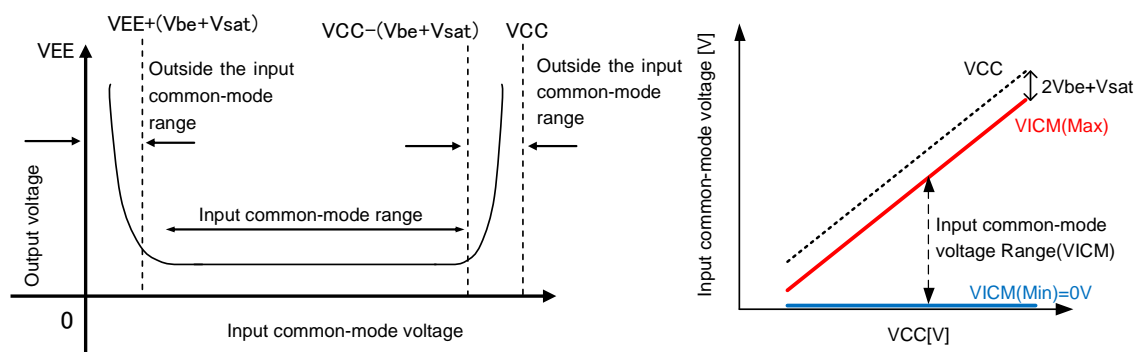 VEE+(Vbe+Vsat)
VCC−(Vbe+Vsat)
VCC
VEE
Outside the input
common-mode
range
Outside the input
common-mode
range
Input common-mode range
Output voltage
0
Input common-mode voltage
Input common-mode voltage [V]
VCC
2Vbe+Vsat
VICM(Max)
Input common-mode
voltage Range(VICM)
VICM(Min)=0V
VCC[V]